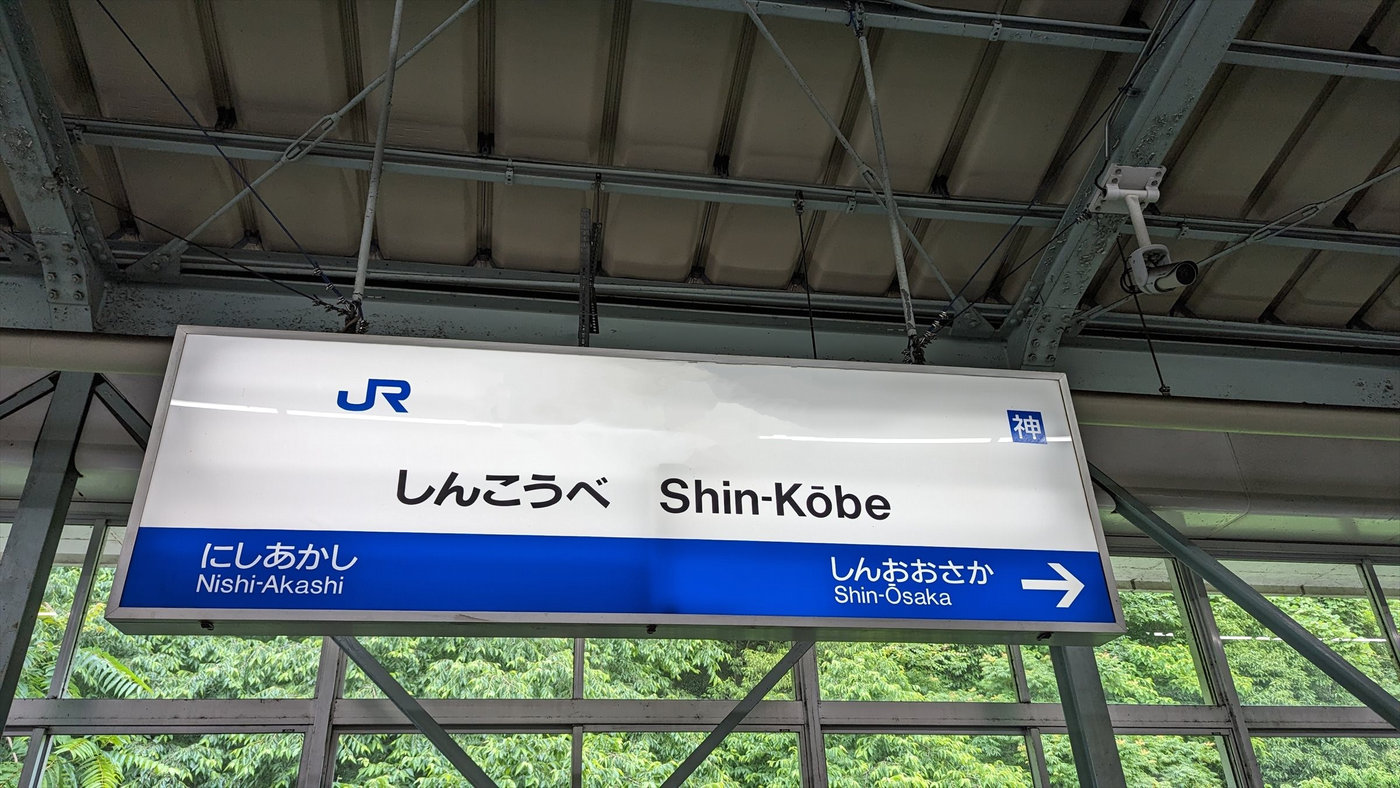 JR
神
しんこうべ Shin-Kōbe
にしあかし
Nishi-Akashi
しんおおさか
Shin-Ōsaka
→